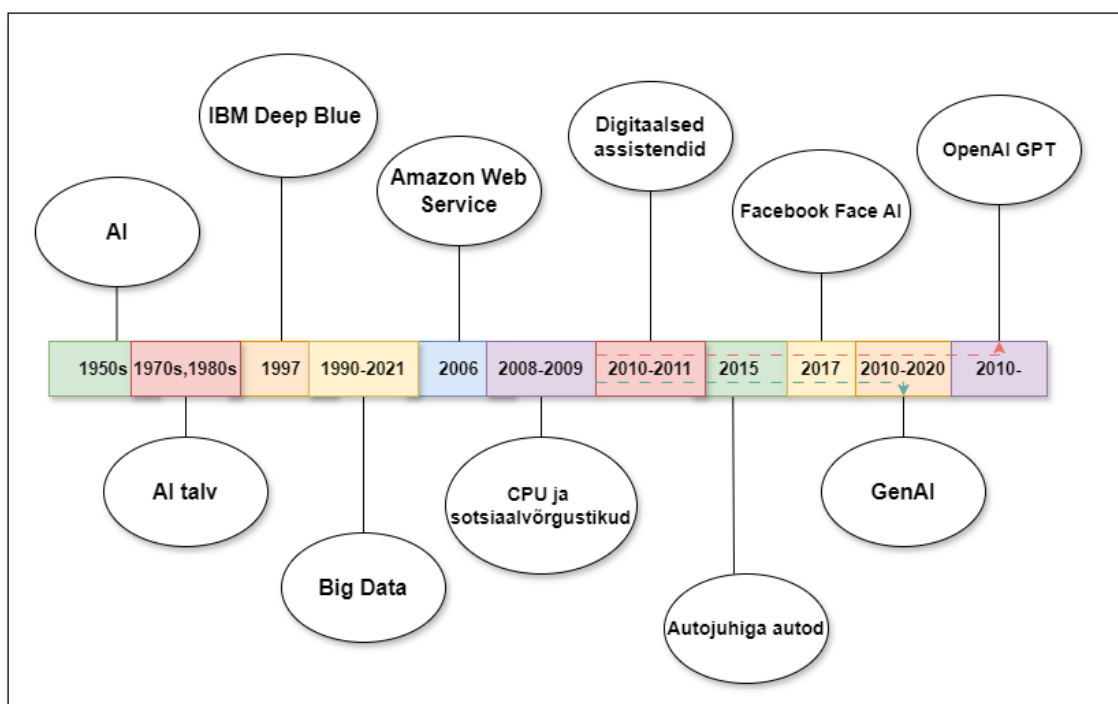 IBM Deep Blue
Digitaalsed
assistendid
OpenAI GPT
Amazon Web
Service
Facebook Face AI
AI
1950s
1970s,1980s
1997
1990-2021
2006
2008-2009
2010-2011
2015
2017
2010-2020
2010-
AI talv
CPU ja
sotsiaalvõrgustikud
GenAI
Big Data
Autojuhiga autod